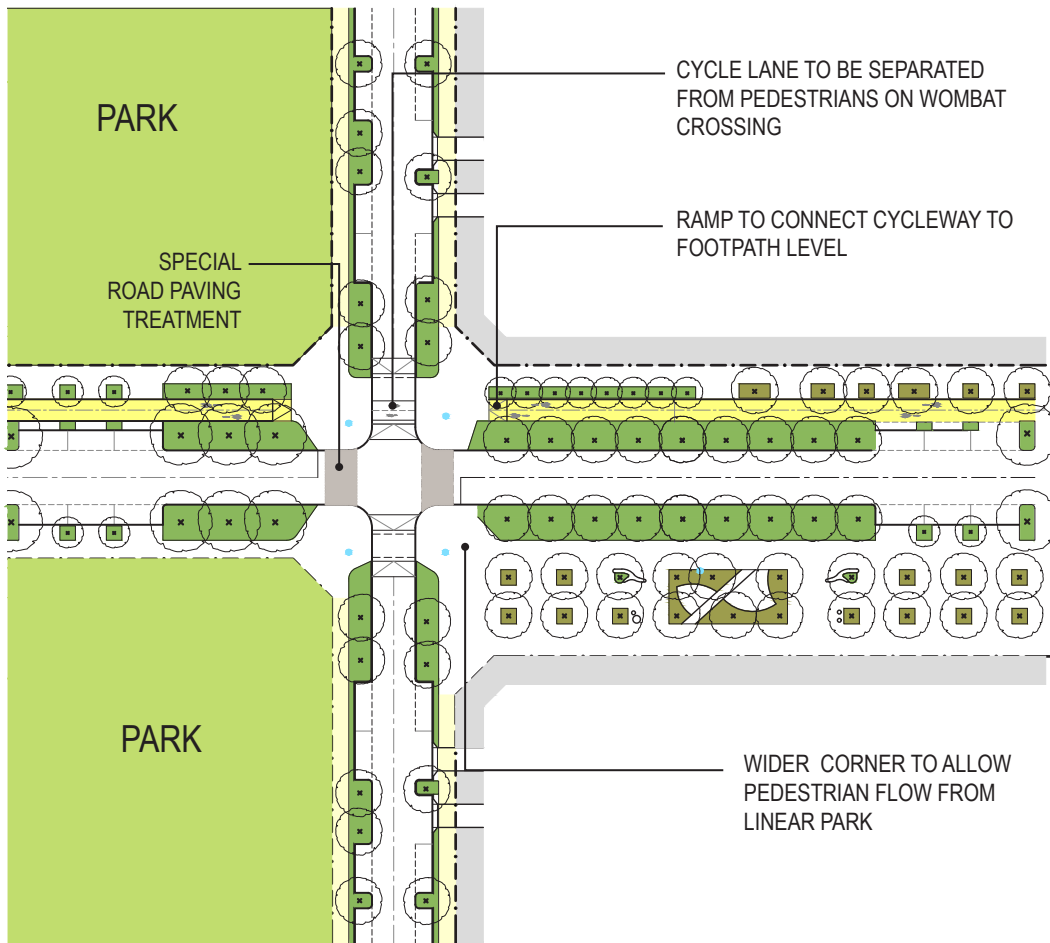 PARK
CYCLE LANE TO BE SEPARATED
FROM PEDESTRIANS ON WOMBAT
CROSSING
RAMP TO CONNECT CYCLEWAY TO
FOOTPATH LEVEL
SPECIAL
ROAD PAVING
TREATMENT
PARK
WIDER CORNER TO ALLOW
PEDESTRIAN FLOW FROM
LINEAR PARK